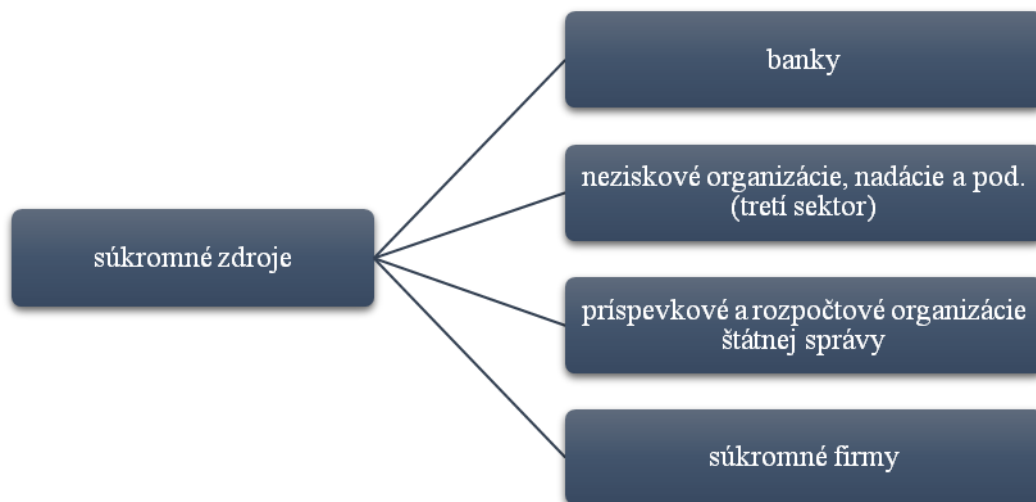 banky
neziskové organizácie, nadácie a pod.
(tretí sektor)
súkromné zdroje
príspevkové a rozpočtové organizácie
štátnej správy
súkromné firmy